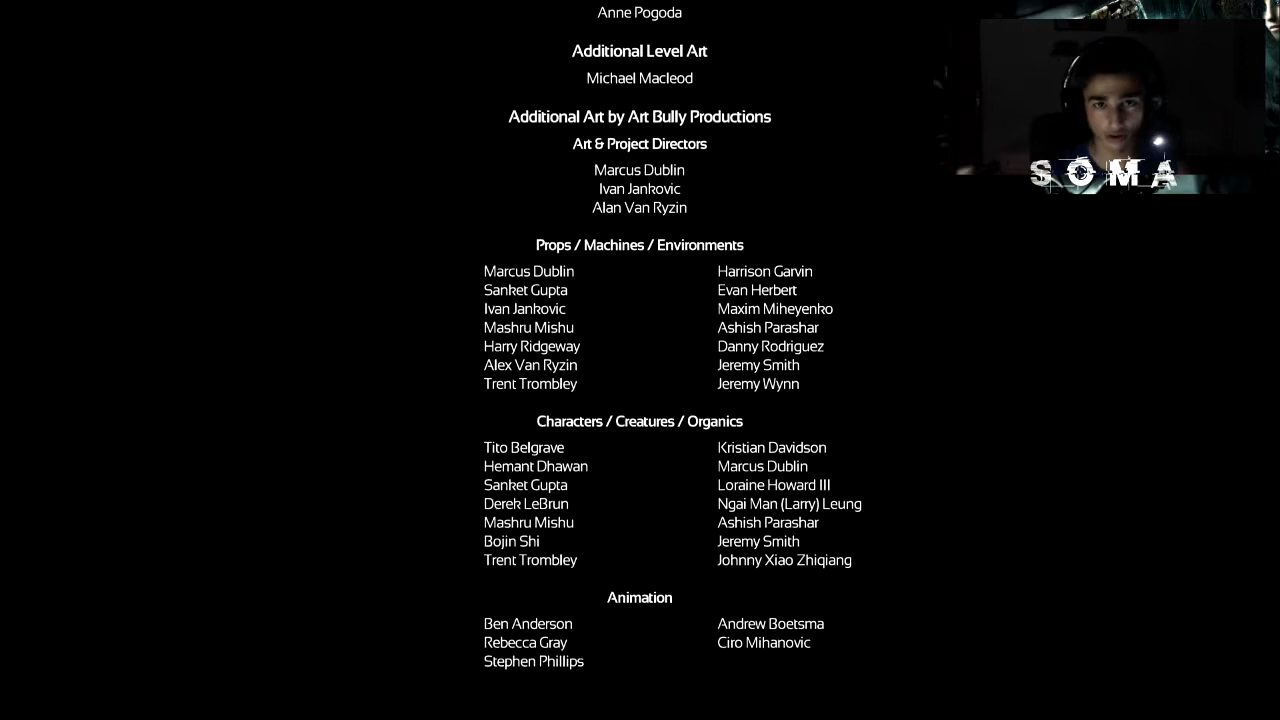 Anne Pogoda
Additional Level Art
Michael Macleod
Additional Art by Art Bully Productions
Art & Project Directors
Marcus Dublin
Ivan Jankovic
Alan Van Ryzin
Props / Machines / Environments
Marcus Dublin Harrison Garvin
Sanket Gupta Evan Herbert
Ivan Jankovic Maxim Miheyenko
Mashru Mishu Ashish Parashar
Harry Ridgeway Danny Rodriguez
Alex Van Ryzin Jeremy Smith
Trent Trombley Jeremy Wynn
Characters / Creatures / Organics
Tito Belgrave Kristian Davidson
Hemant Dhawan Marcus Dublin
Sanket Gupta Loraine Howard III
Derek LeBrun Ngai Man (Larry) Leung
Mashru Mishu Ashish Parashar
Bojin Shi Jeremy Smith
Trent Trombley Johnny Xiao Zhiqiang
Animation
Ben Anderson Andrew Boetsma
Rebecca Gray Ciro Mihanovic
Stephen Phillips
SOMA